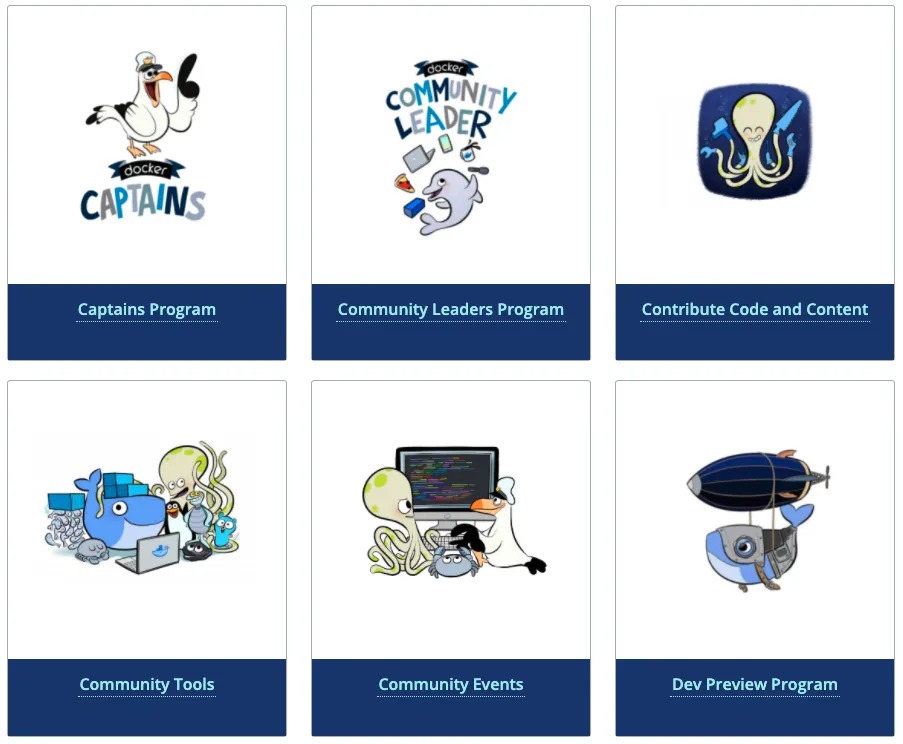 docker
CAPTAINS
docker
COMMUNITY
LEADER
Captains Program
Community Leaders Program
Contribute Code and Content
Community Tools
Community Events
Dev Preview Program